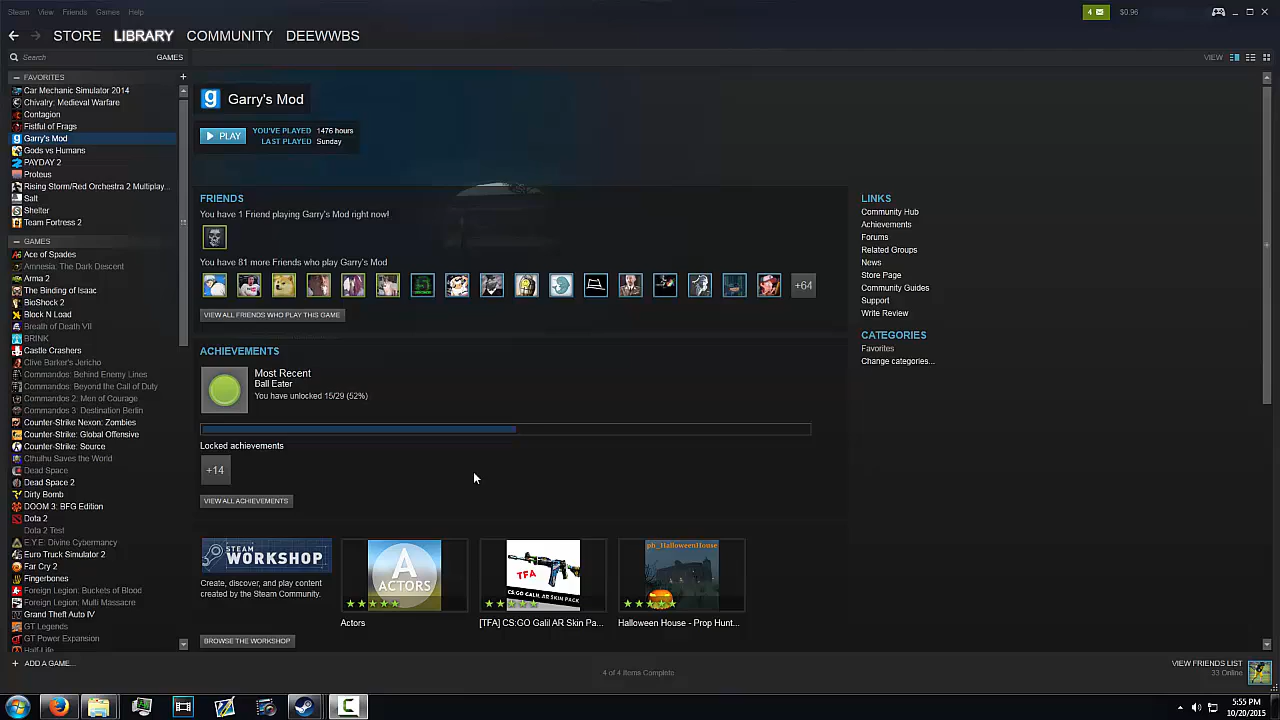 Steam View Friends Games Help
4 $0.96
STORE LIBRARY COMMUNITY DEEWWBS
Search GAMES
VIEW
FAVORITES
Car Mechanic Simulator 2014
Chivalry: Medieval Warfare
Contagion
Fistful of Frags
Garry's Mod
Gods vs Humans
PAYDAY 2
Proteus
Rising Storm/Red Orchestra 2 Multiplay...
Salt
Shelter
Team Fortress 2
GAMES
Ace of Spades
Amnesia: The Dark Descent
Arma 2
The Binding of Isaac
BioShock 2
Block N Load
Breath of Death VII
BRINK
Castle Crashers
Clive Barker's Jericho
Commandos: Behind Enemy Lines
Commandos: Beyond the Call of Duty
Commandos 2: Men of Courage
Commandos 3: Destination Berlin
Counter-Strike Nexon: Zombies
Counter-Strike: Global Offensive
Counter-Strike: Source
Cthulhu Saves the World
Dead Space
Dead Space 2
Dirty Bomb
DOOM 3: BFG Edition
Dota 2
Dota 2 Test
E.Y.E: Divine Cybermancy
Euro Truck Simulator 2
Far Cry 2
Fingerbones
Foreign Legion: Buckets of Blood
Foreign Legion: Multi Massacre
Grand Theft Auto IV
GT Legends
GT Power Expansion
Half-Life
+ ADD A GAME...
g Garry's Mod
PLAY
YOU'VE PLAYED 1476 hours
LAST PLAYED Sunday
FRIENDS
You have 1 Friend playing Garry's Mod right now!
You have 81 more Friends who play Garry's Mod
+64
VIEW ALL FRIENDS WHO PLAY THIS GAME
ACHIEVEMENTS
Most Recent
Ball Eater
You have unlocked 15/29 (52%)
Locked achievements
+14
VIEW ALL ACHIEVEMENTS
STEAM
WORKSHOP
Create, discover, and play content
created by the Steam Community.
BROWSE THE WORKSHOP
A
ACTORS
Actors
TFA
CS:GO GALIL AR SKIN PACK
[TFA] CS:GO Galil AR Skin Pa...
ph_HalloweenHouse
Halloween House - Prop Hunt...
LINKS
Community Hub
Achievements
Forums
Related Groups
News
Store Page
Community Guides
Support
Write Review
CATEGORIES
Favorites
Change categories...
4 of 4 Items Complete
VIEW FRIENDS LIST
33 Online
5:55 PM
10/20/2015